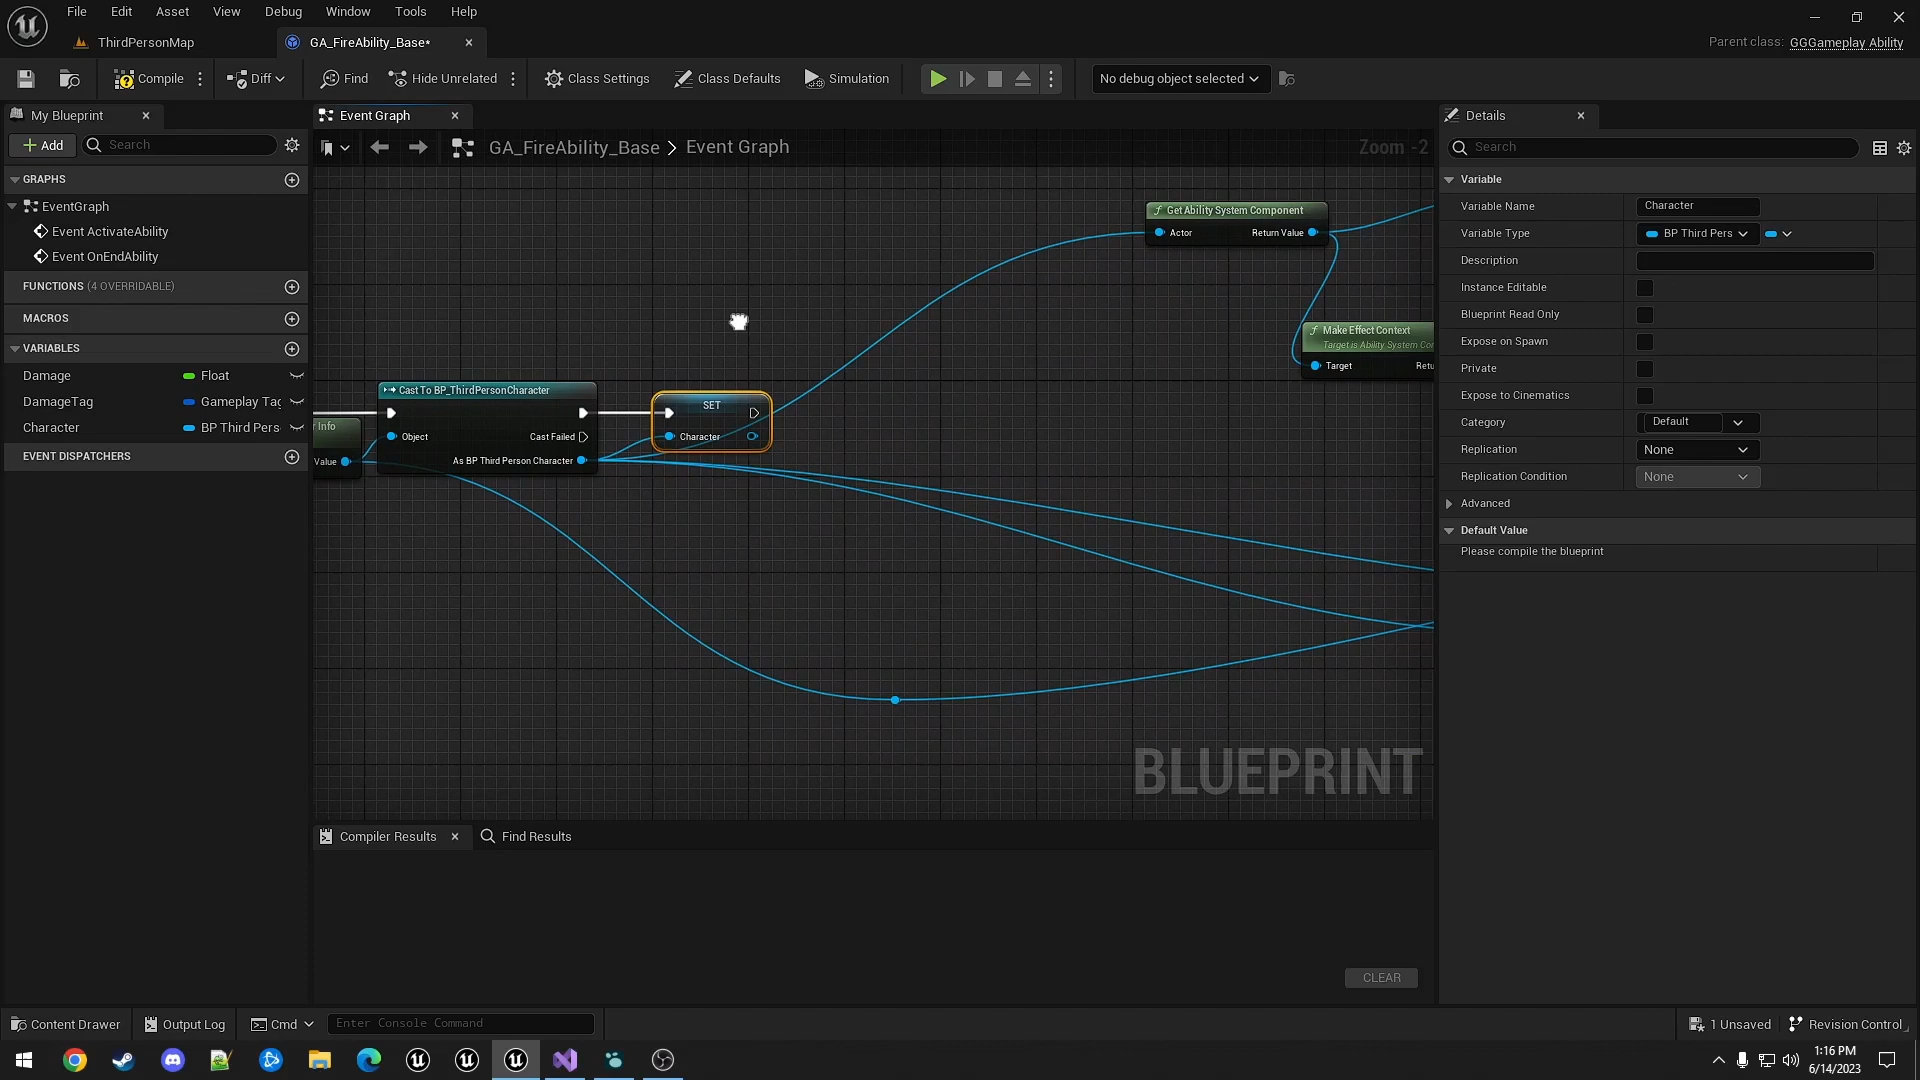 File Edit Asset View Debug Window Tools Help
ThirdPersonMap
GA_FireAbility_Base*
Parent class: GGGameplay Ability
Compile
Diff
Find
Hide Unrelated
Class Settings
Class Defaults
Simulation
No debug object selected
My Blueprint
Add
Search
GRAPHS
EventGraph
Event ActivateAbility
Event OnEndAbility
FUNCTIONS (4 OVERRIDABLE)
MACROS
VARIABLES
Damage Float
DamageTag Gameplay Tag
Character BP Third Pers
EVENT DISPATCHERS
Event Graph
GA_FireAbility_Base > Event Graph
Zoom -2
Get Ability System Component
Actor Return Value
Make Effect Context
Target is Ability System Cor
Target Retu
r Info
Value
Cast To BP_ThirdPersonCharacter
Object
Cast Failed
As BP Third Person Character
SET
Character
BLUEPRINT
Compiler Results
Find Results
CLEAR
Details
Search
Variable
Variable Name Character
Variable Type BP Third Pers
Description
Instance Editable
Blueprint Read Only
Expose on Spawn
Private
Expose to Cinematics
Category Default
Replication None
Replication Condition None
Advanced
Default Value
Please compile the blueprint
Content Drawer
Output Log
Cmd
Enter Console Command
1 Unsaved
Revision Control
1:16 PM
6/14/2023